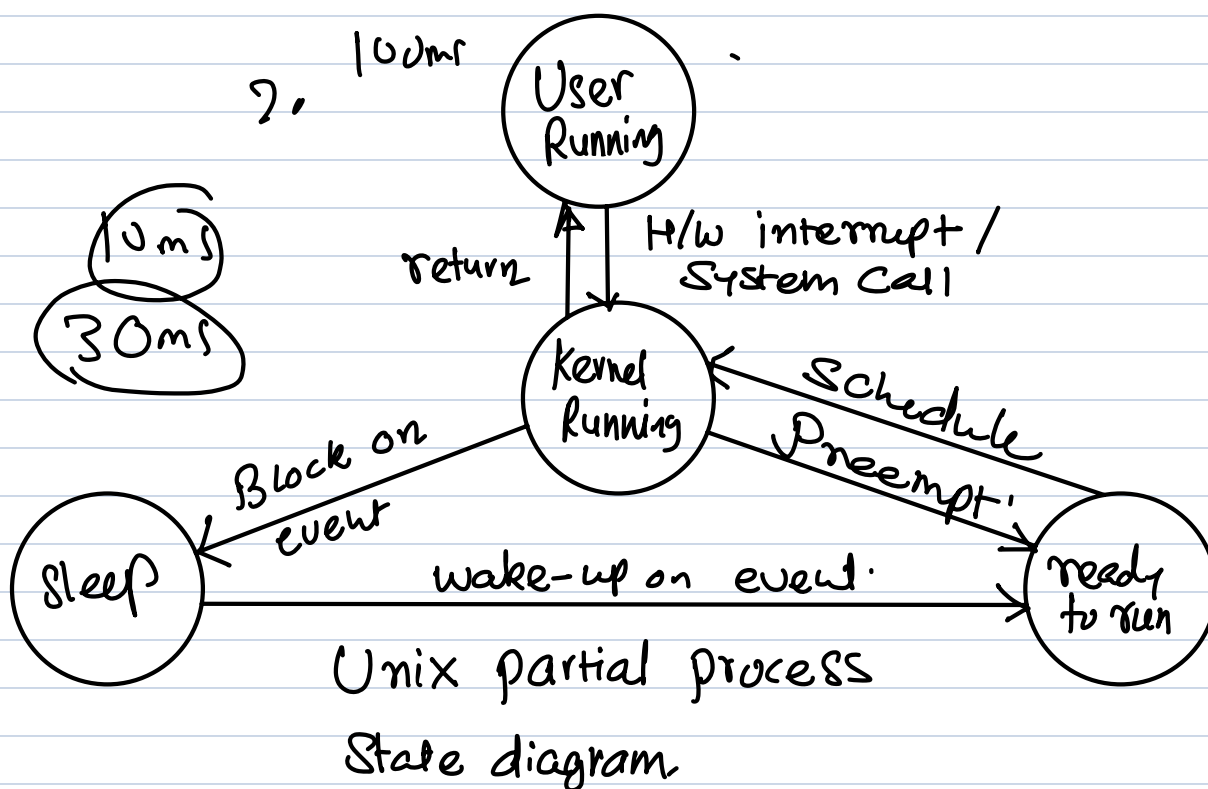 100ms
2.
User
Running
10ms
30ms
return
H/W interrupt /
System Call
Kernel
Running
Schedule
Preempt
Block on
event
Sleep
wake-up on event.
ready
to run
Unix partial process
State diagram